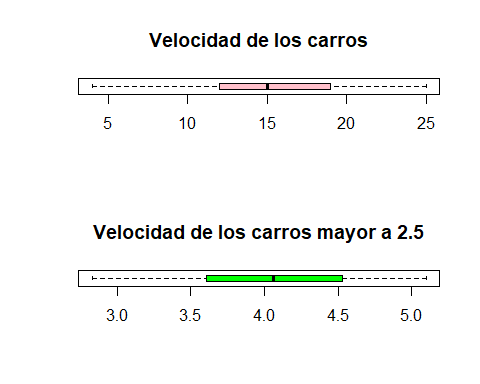 Velocidad de los carros
5 10 15 20 25
Velocidad de los carros mayor a 2.5
3.0 3.5 4.0 4.5 5.0